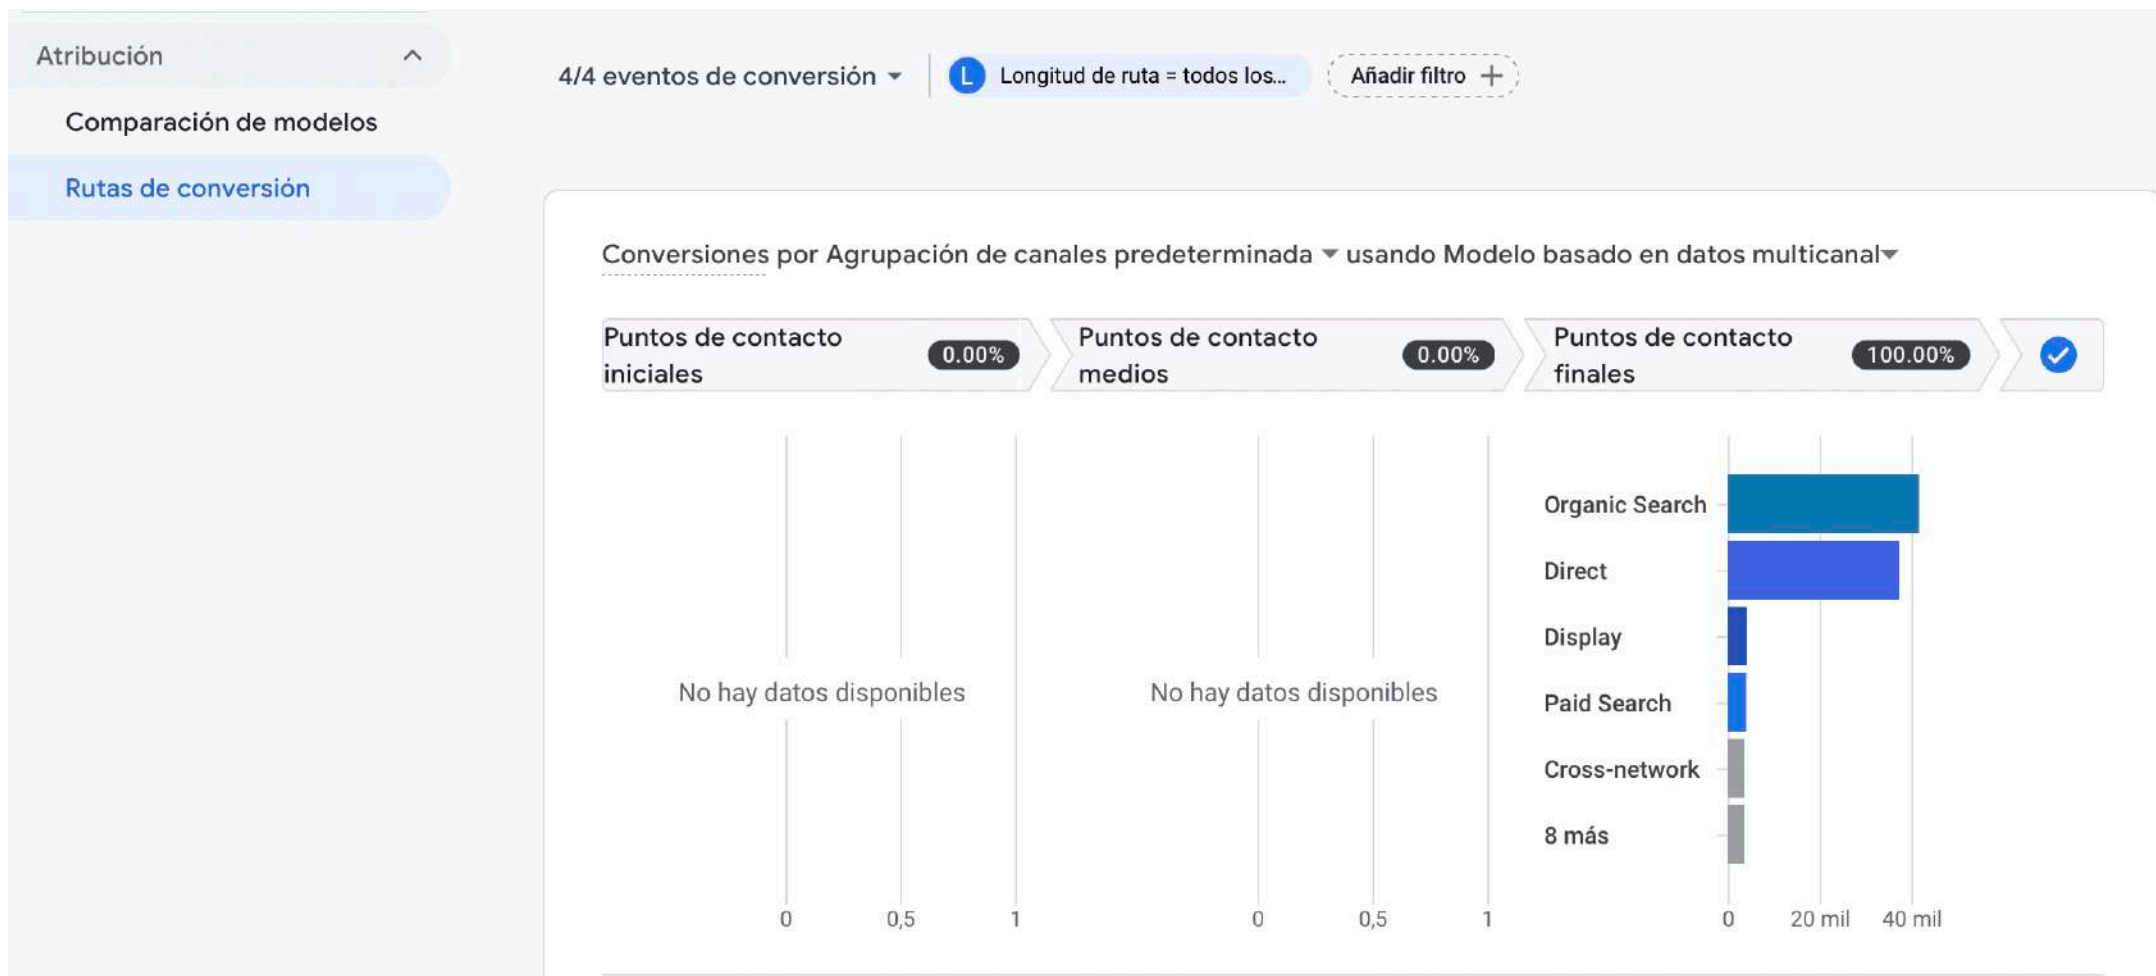 Atribución
Comparación de modelos
Rutas de conversión
4/4 eventos de conversión
L Longitud de ruta = todos los...
Añadir filtro +
Conversiones por Agrupación de canales predeterminada usando Modelo basado en datos multicanal
Puntos de contacto
iniciales
0.00%
Puntos de contacto
medios
0.00%
Puntos de contacto
finales
100.00%
No hay datos disponibles
0 0,5 1
No hay datos disponibles
0 0,5 1
Organic Search
Direct
Display
Paid Search
Cross-network
8 más
0 20 mil 40 mil